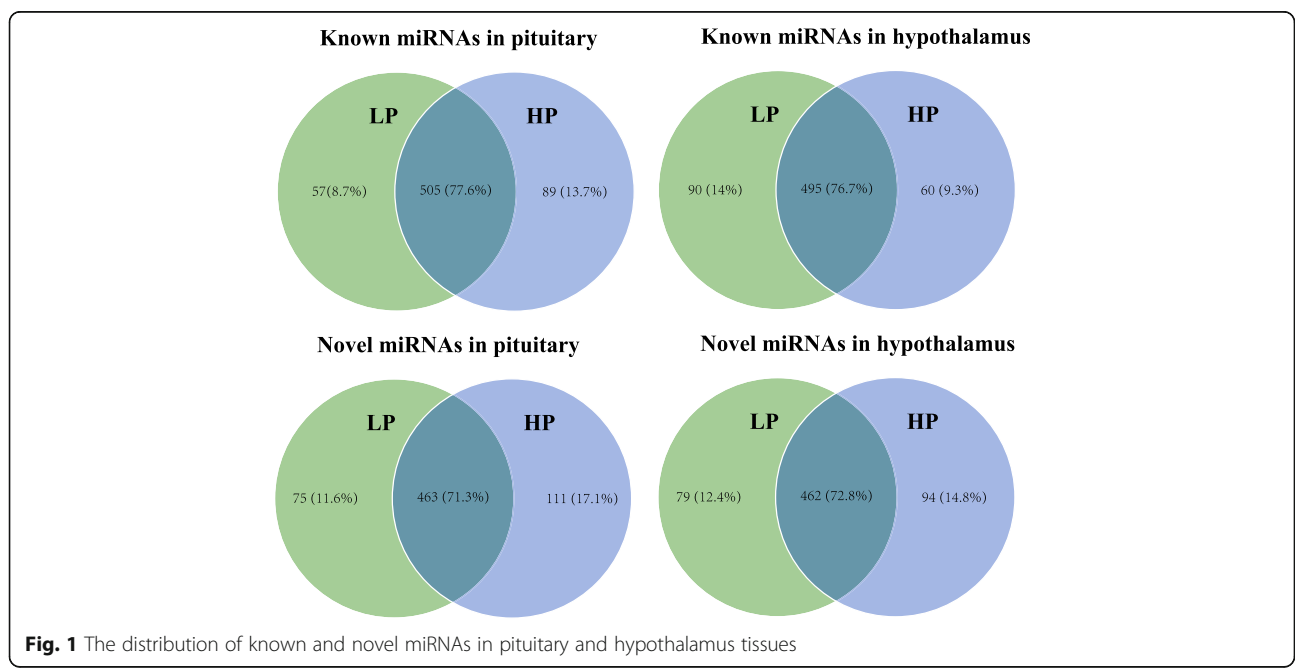 Known miRNAs in pituitary
LP
HP
57(8.7%)
505 (77.6%)
89 (13.7%)
Known miRNAs in hypothalamus
LP
HP
90 (14%)
495 (76.7%)
60 (9.3%)
Novel miRNAs in pituitary
LP
HP
75 (11.6%)
463 (71.3%)
111 (17.1%)
Novel miRNAs in hypothalamus
LP
HP
79 (12.4%)
462 (72.8%)
94 (14.8%)
Fig. 1 The distribution of known and novel miRNAs in pituitary and hypothalamus tissues